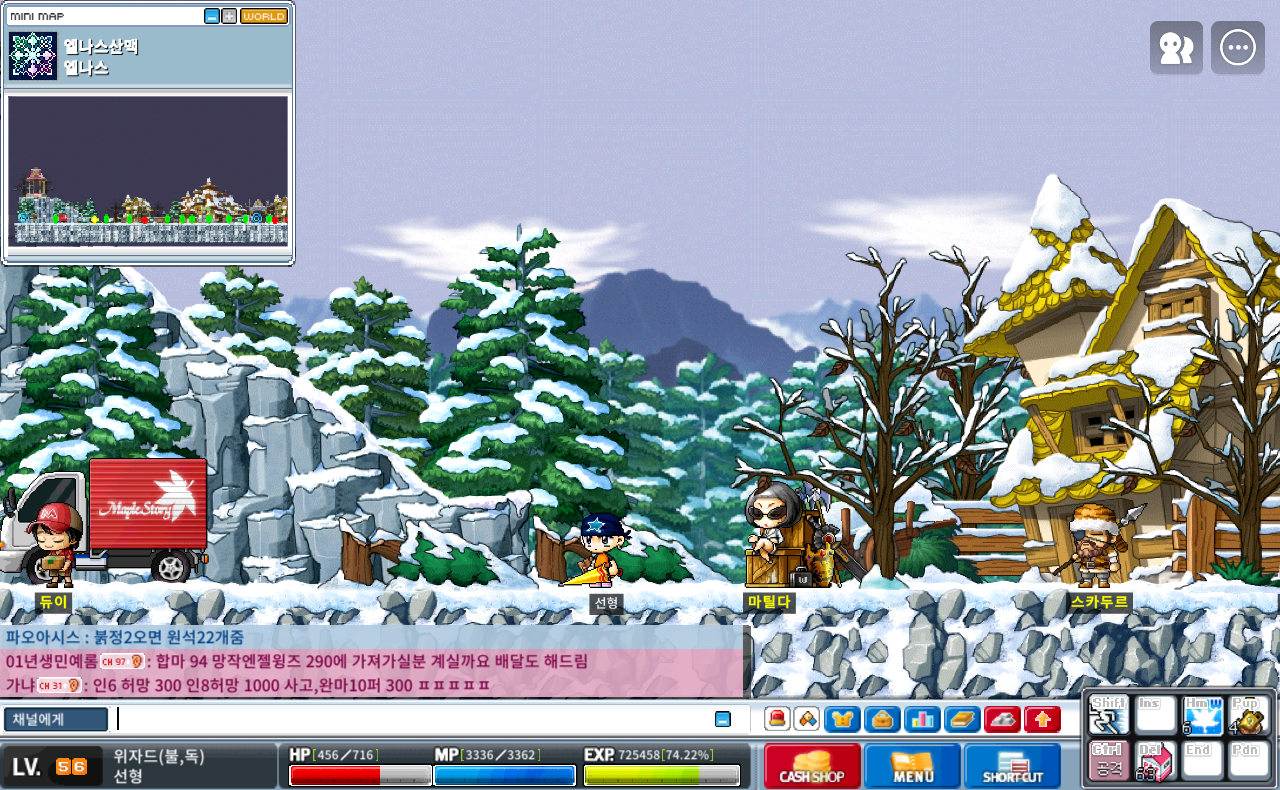 MINI MAP
WORLD
엘나스산맥
엘나스
MapleStory
듀이
선형
마틸다
스카두르
파오아시스 : 붉정2오면 원석22개줌
01년생민예롬 CH 97 : 합마 94 망작엔젤윙즈 290에 가져가실분 계실까요 배달도 해드림
가냐 CH 31 : 인6 허망 300 인8허망 1000 사고,완마10퍼 300 ㅍㅍㅍㅍㅍ
채널에게
LV. 56
위자드(불,독)
선형
HP[456/716] MP[3336/3362] EXP. 725458[74.22%]
CASH SHOP
MENU
SHORT CUT
Shift Ins Hm Pup
6 4
Ctrl Del End Pdn
공격 63